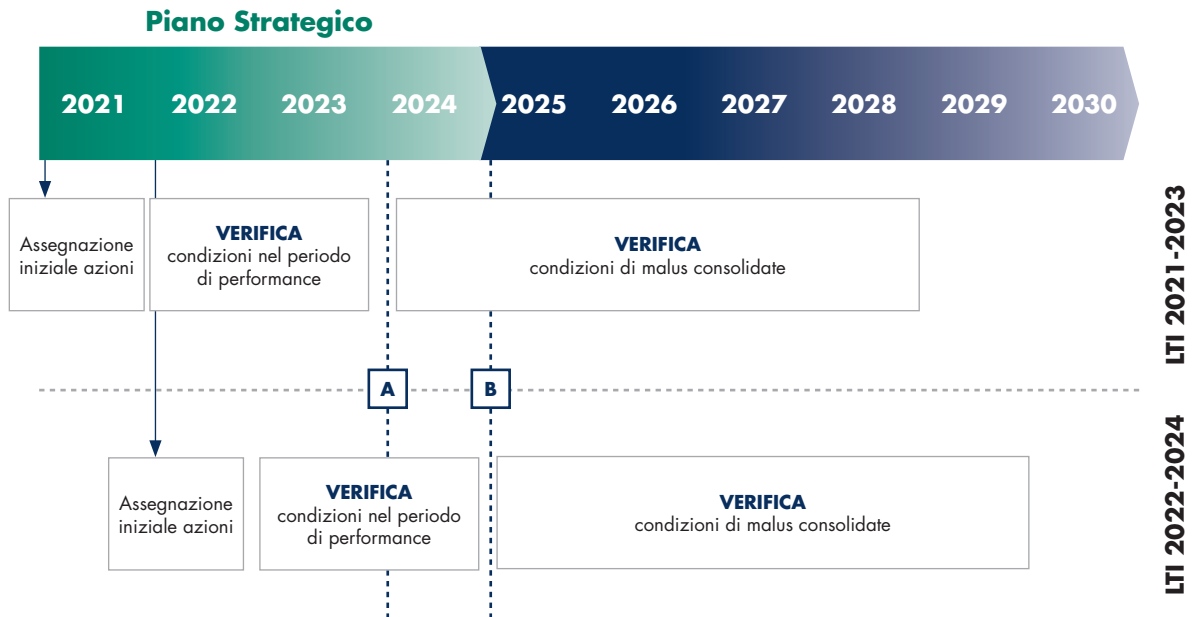 Piano Strategico
2021 2022 2023 2024 2025 2026 2027 2028 2029 2030
Assegnazione
iniziale azioni
VERIFICA
condizioni nel periodo
di performance
VERIFICA
condizioni di malus consolidate
LTI 2021-2023
A
B
Assegnazione
iniziale azioni
VERIFICA
condizioni nel periodo
di performance
VERIFICA
condizioni di malus consolidate
LTI 2022-2024